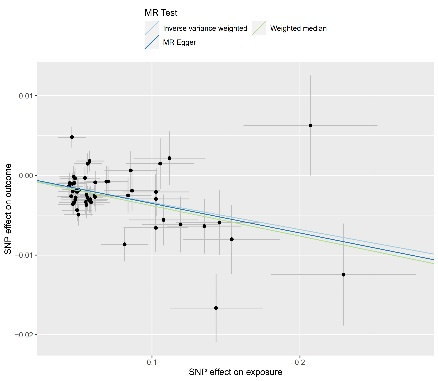 MR Test
Inverse variance weighted
Weighted median
MR Egger
0.01
0.00
-0.01
-0.02
SNP effect on outcome
0.1
0.2
SNP effect on exposure